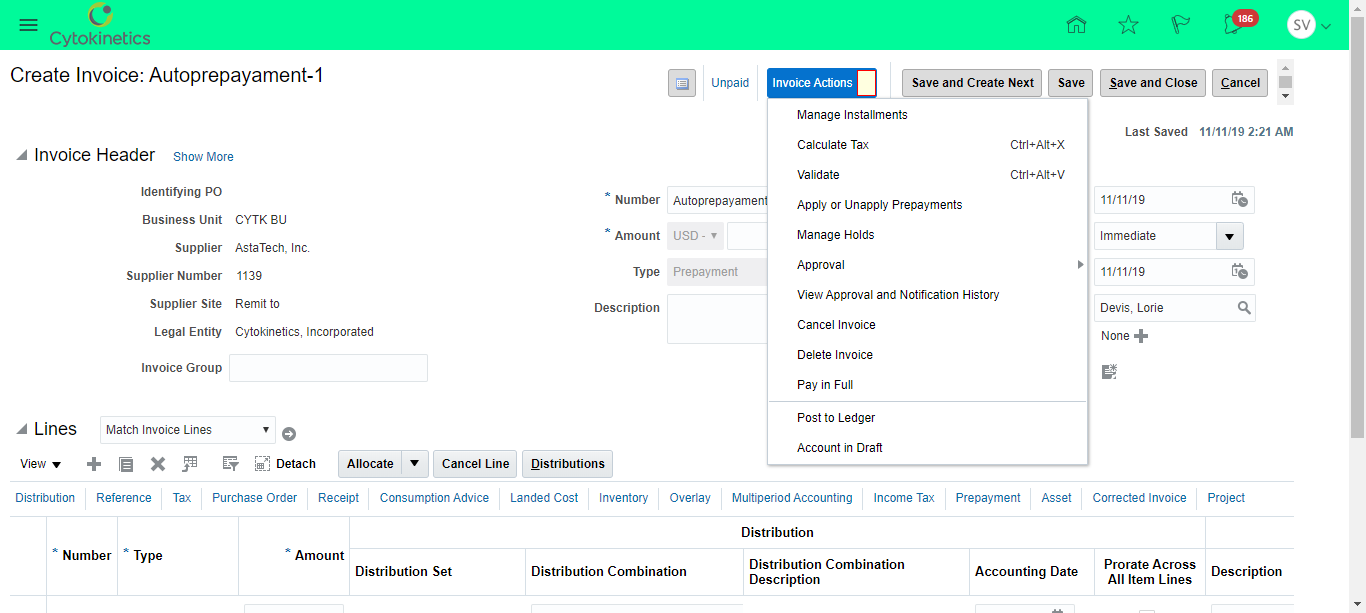 Cytokinetics
186
SV
Create Invoice: Autoprepayament-1
Unpaid
Invoice Actions
Save and Create Next
Save
Save and Close
Cancel
Last Saved 11/11/19 2:21 AM
Manage Installments
Calculate Tax Ctrl+Alt+X
Validate Ctrl+Alt+V
Apply or Unapply Prepayments
Manage Holds
Approval
View Approval and Notification History
Cancel Invoice
Delete Invoice
Pay in Full
Post to Ledger
Account in Draft
Invoice Header Show More
Identifying PO
Business Unit CYTK BU
Supplier AstaTech, Inc.
Supplier Number 1139
Supplier Site Remit to
Legal Entity Cytokinetics, Incorporated
Invoice Group
* Number Autoprepayament
* Amount USD -
Type Prepayment
Description
11/11/19
Immediate
11/11/19
Devis, Lorie
None
Lines Match Invoice Lines
View
Detach
Allocate
Cancel Line
Distributions
Distribution Reference Tax Purchase Order Receipt Consumption Advice Landed Cost Inventory Overlay Multiperiod Accounting Income Tax Prepayment Asset Corrected Invoice Project
* Number
* Type
* Amount
Distribution
Distribution Set
Distribution Combination
Distribution Combination
Description
Accounting Date
Prorate Across
All Item Lines
Description